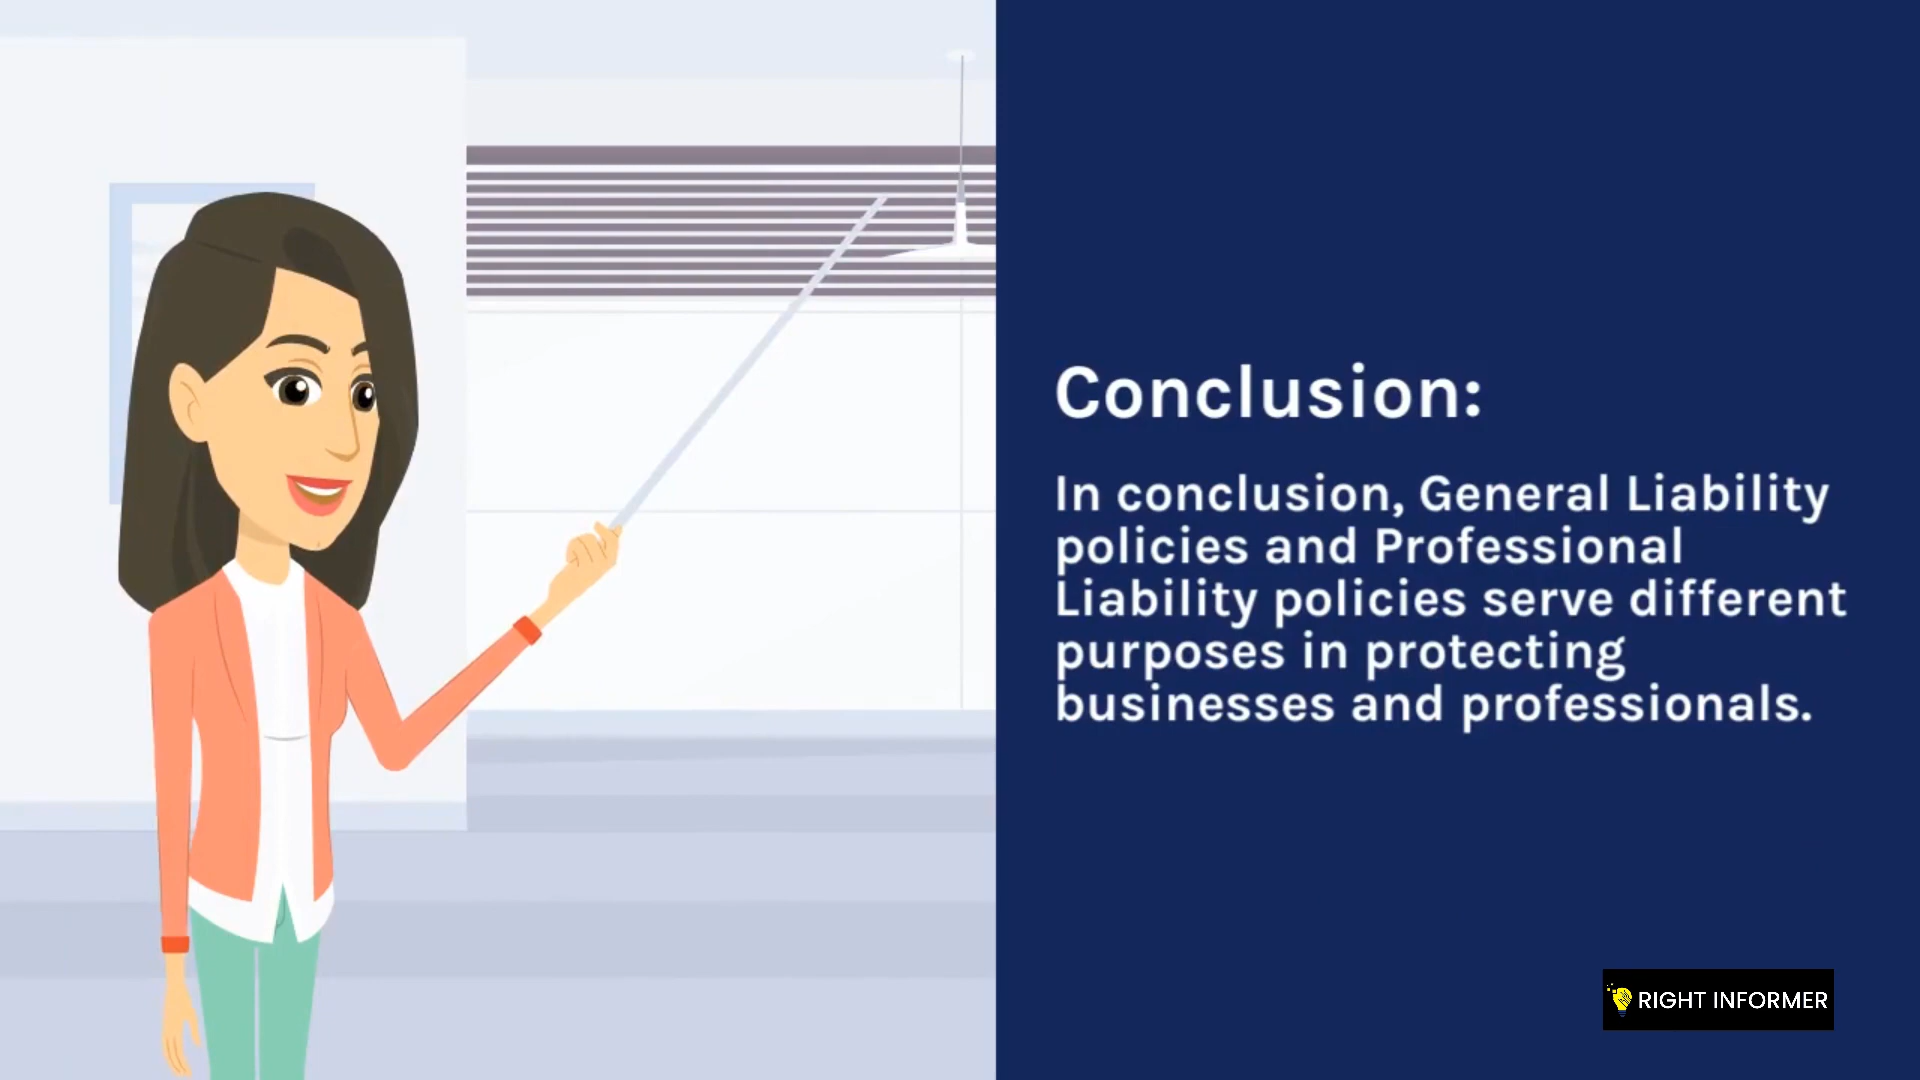 Conclusion:
In conclusion, General Liability
policies and Professional
Liability policies serve different
purposes in protecting
businesses and professionals.
RIGHT INFORMER